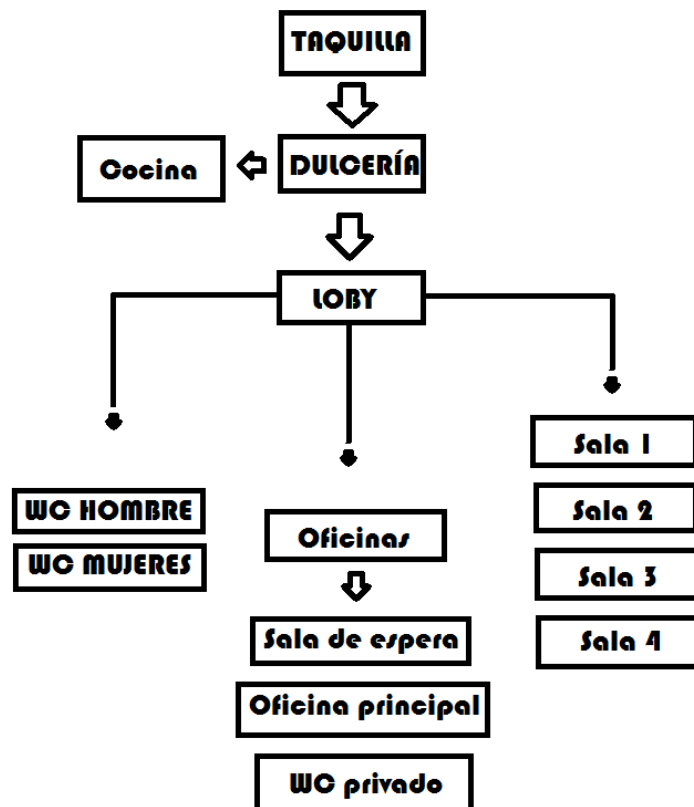 TAQUILLA
Cocina
DULCERÍA
LOBY
WC HOMBRE
WC MUJERES
Oficinas
Sala de espera
Oficina principal
WC privado
Sala 1
Sala 2
Sala 3
Sala 4